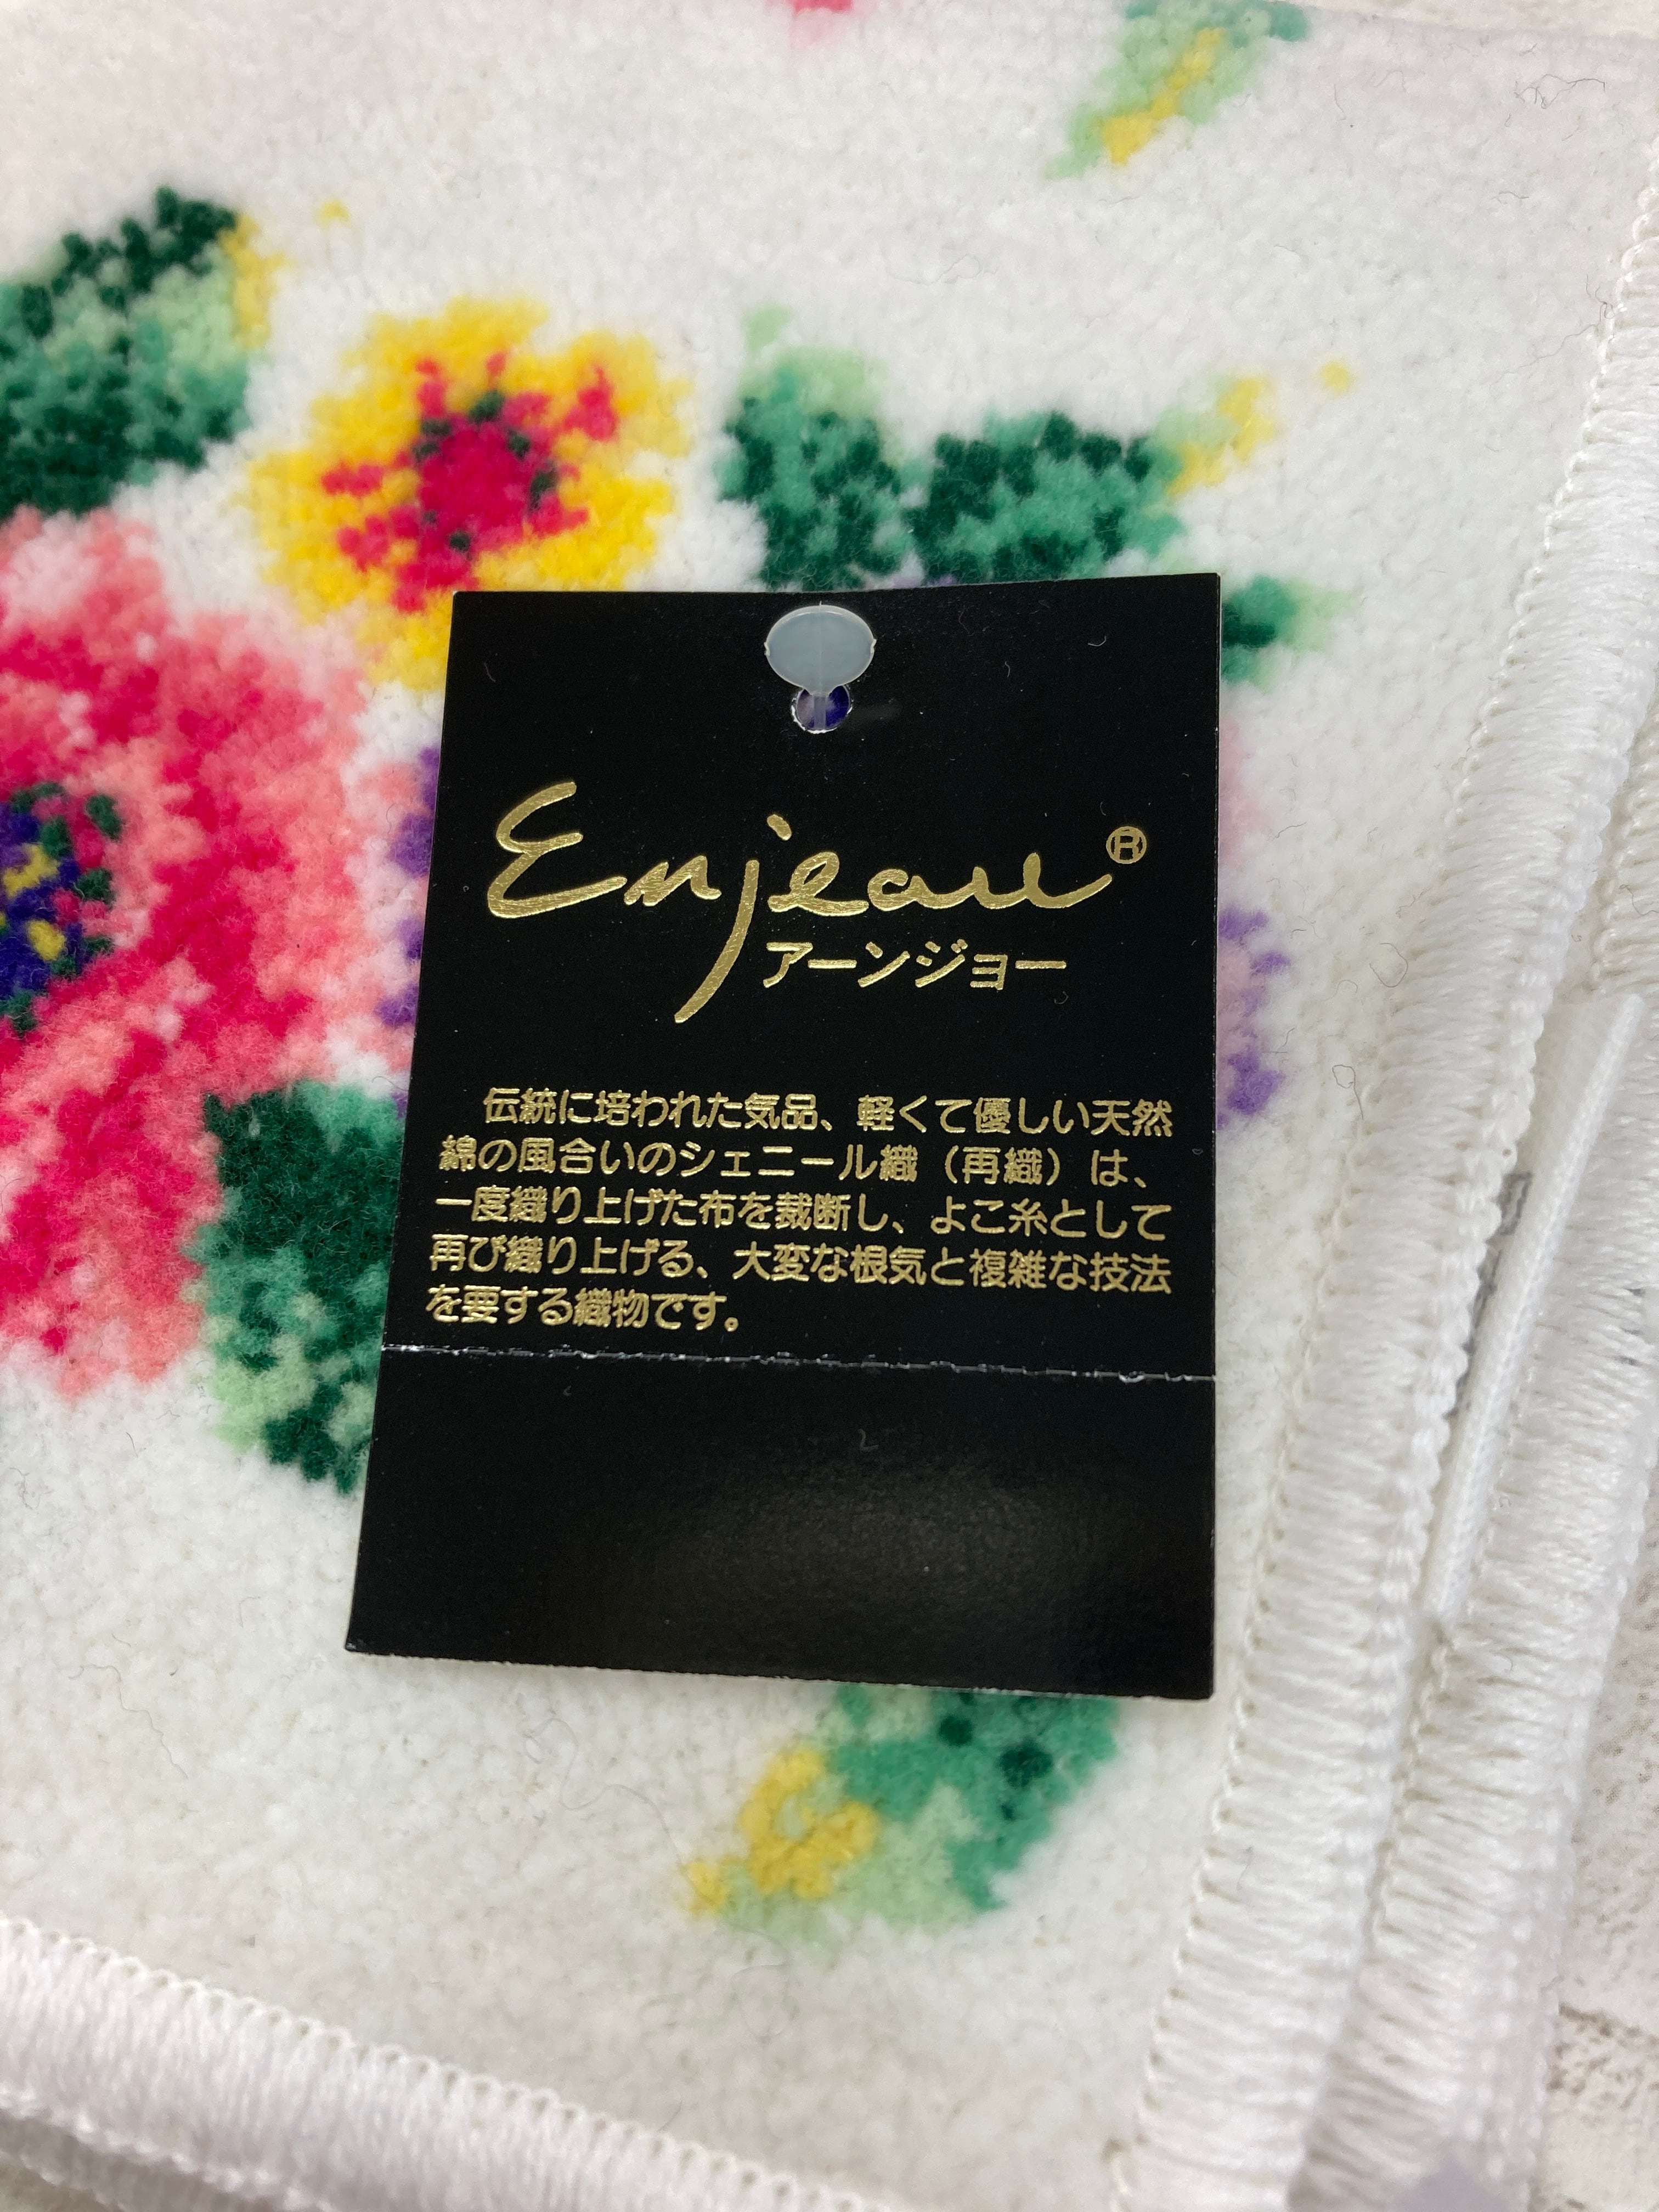 Enjeau®
アーンジョー
伝統に培われた気品、軽くて優しい天然
綿の風合いのシェニール織（再織）は、
一度織り上げた布を裁断し、よこ糸として
再び織り上げる、大変な根気と複雑な技法
を要する織物です。